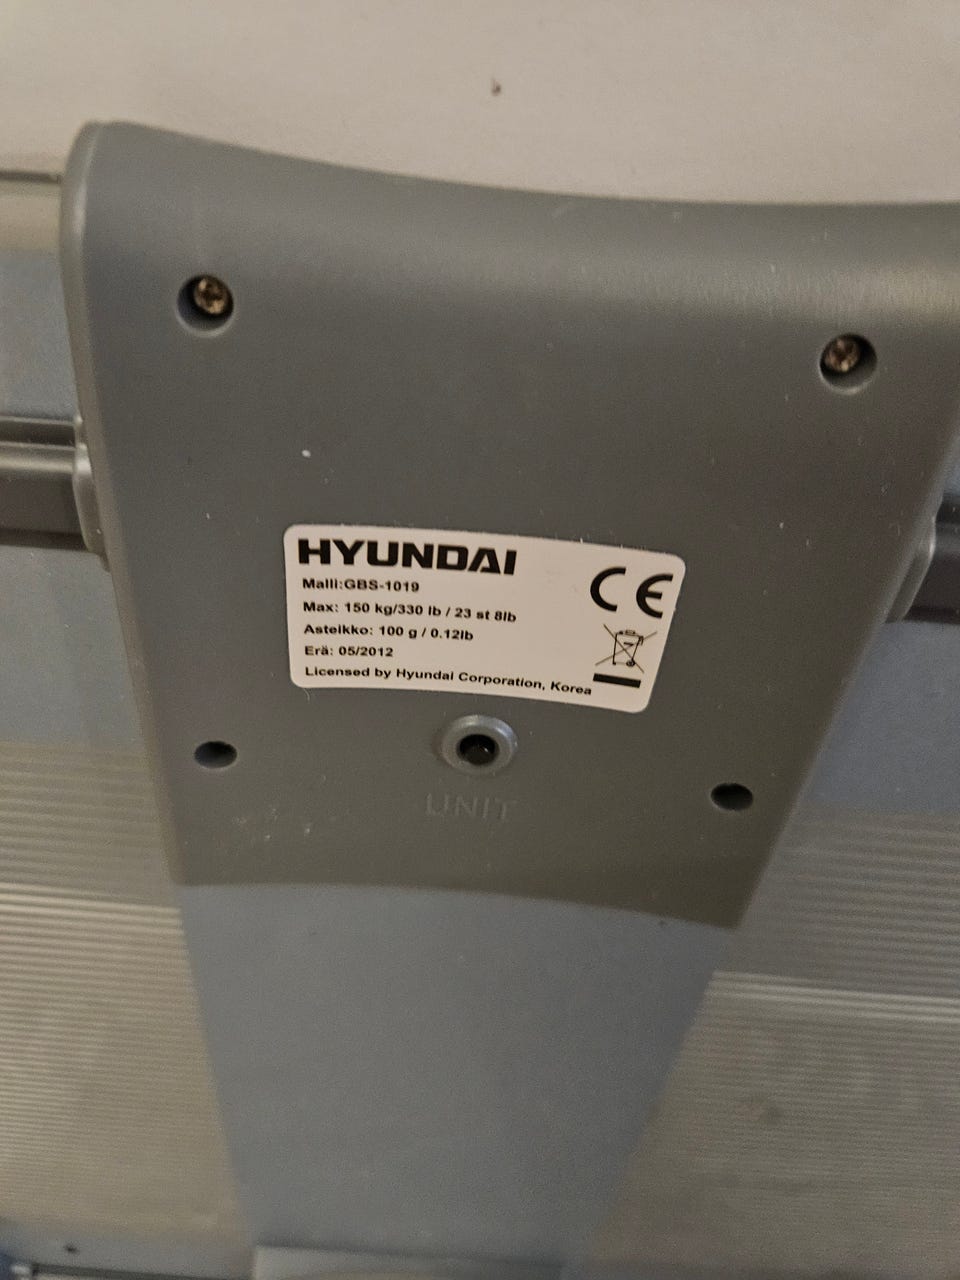 HYUNDAI
Malli:GBS-1019
Max: 150 kg/330 lb / 23 st 8lb
Asteikko: 100 g / 0.12lb
Erä: 05/2012
Licensed by Hyundai Corporation, Korea
CE
UNIT